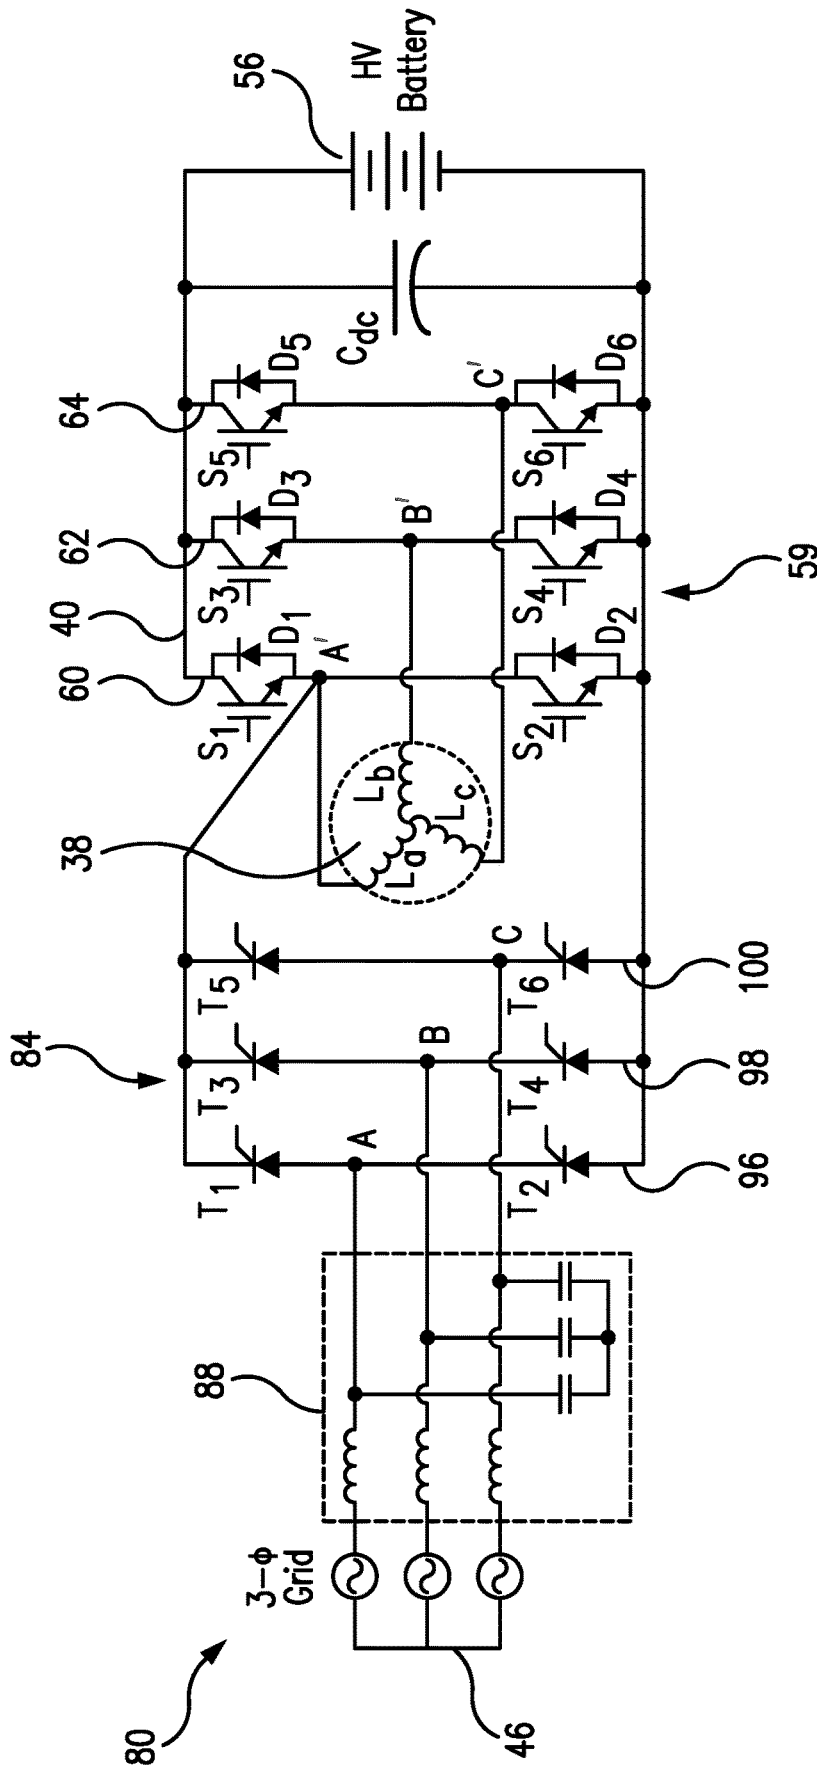 80
3-ϕ
Grid
46
88
84
T1
T3
T5
A
B
C
T2
T4
T6
96
98
100
38
La
Lb
Lc
60
40
62
64
S1
D1
S3
D3
S5
D5
A'
B'
C'
S2
D2
S4
D4
S6
D6
59
Cdc
56
HV
Battery